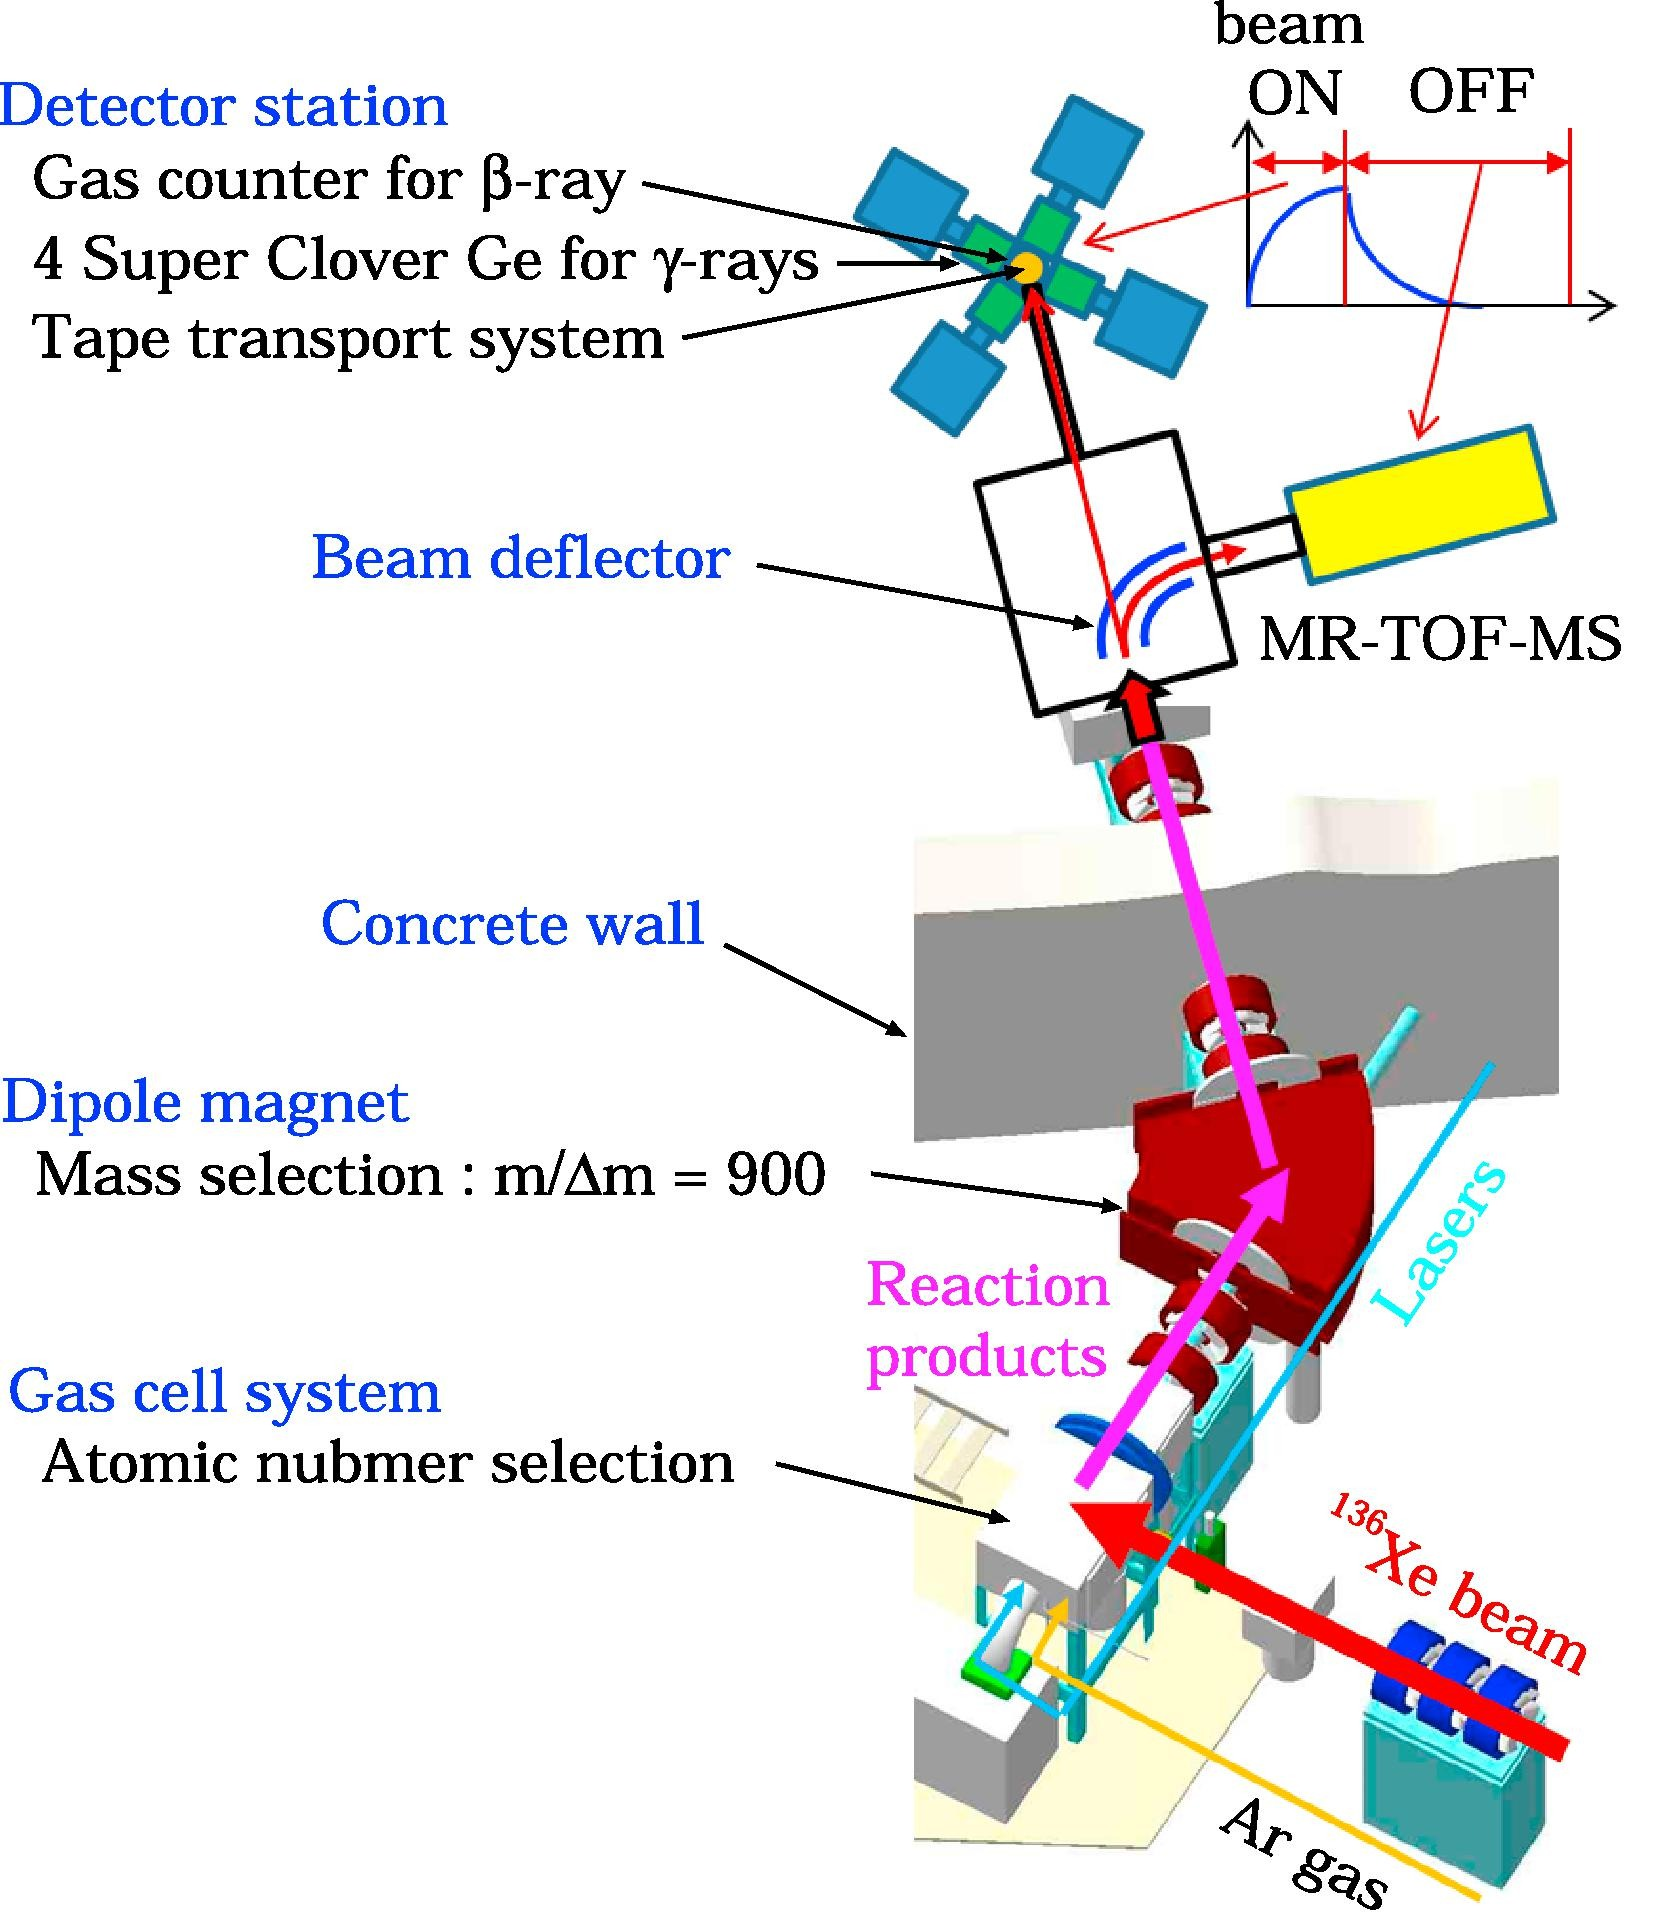 beam
ON OFF
Detector station
Gas counter for β-ray
4 Super Clover Ge for γ-rays
Tape transport system
Beam deflector
MR-TOF-MS
Concrete wall
Dipole magnet
Mass selection : m/Δm = 900
Lasers
Reaction
products
Gas cell system
Atomic nubmer selection
¹³⁶Xe beam
Ar gas